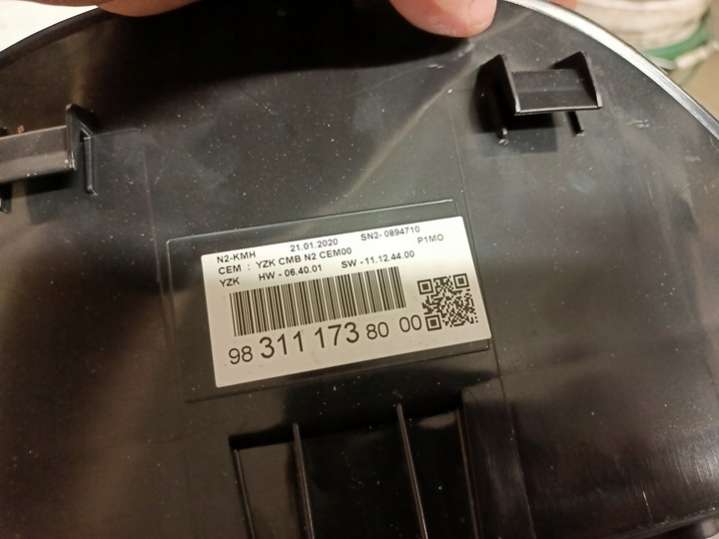 N2-KMH 21.01.2020 SN2- 0894710
CEM : YZK CMB N2 CEM00 P1MO
YZK HW - 06.40.01 SW - 11.12.44.00
98 311 173 80 00